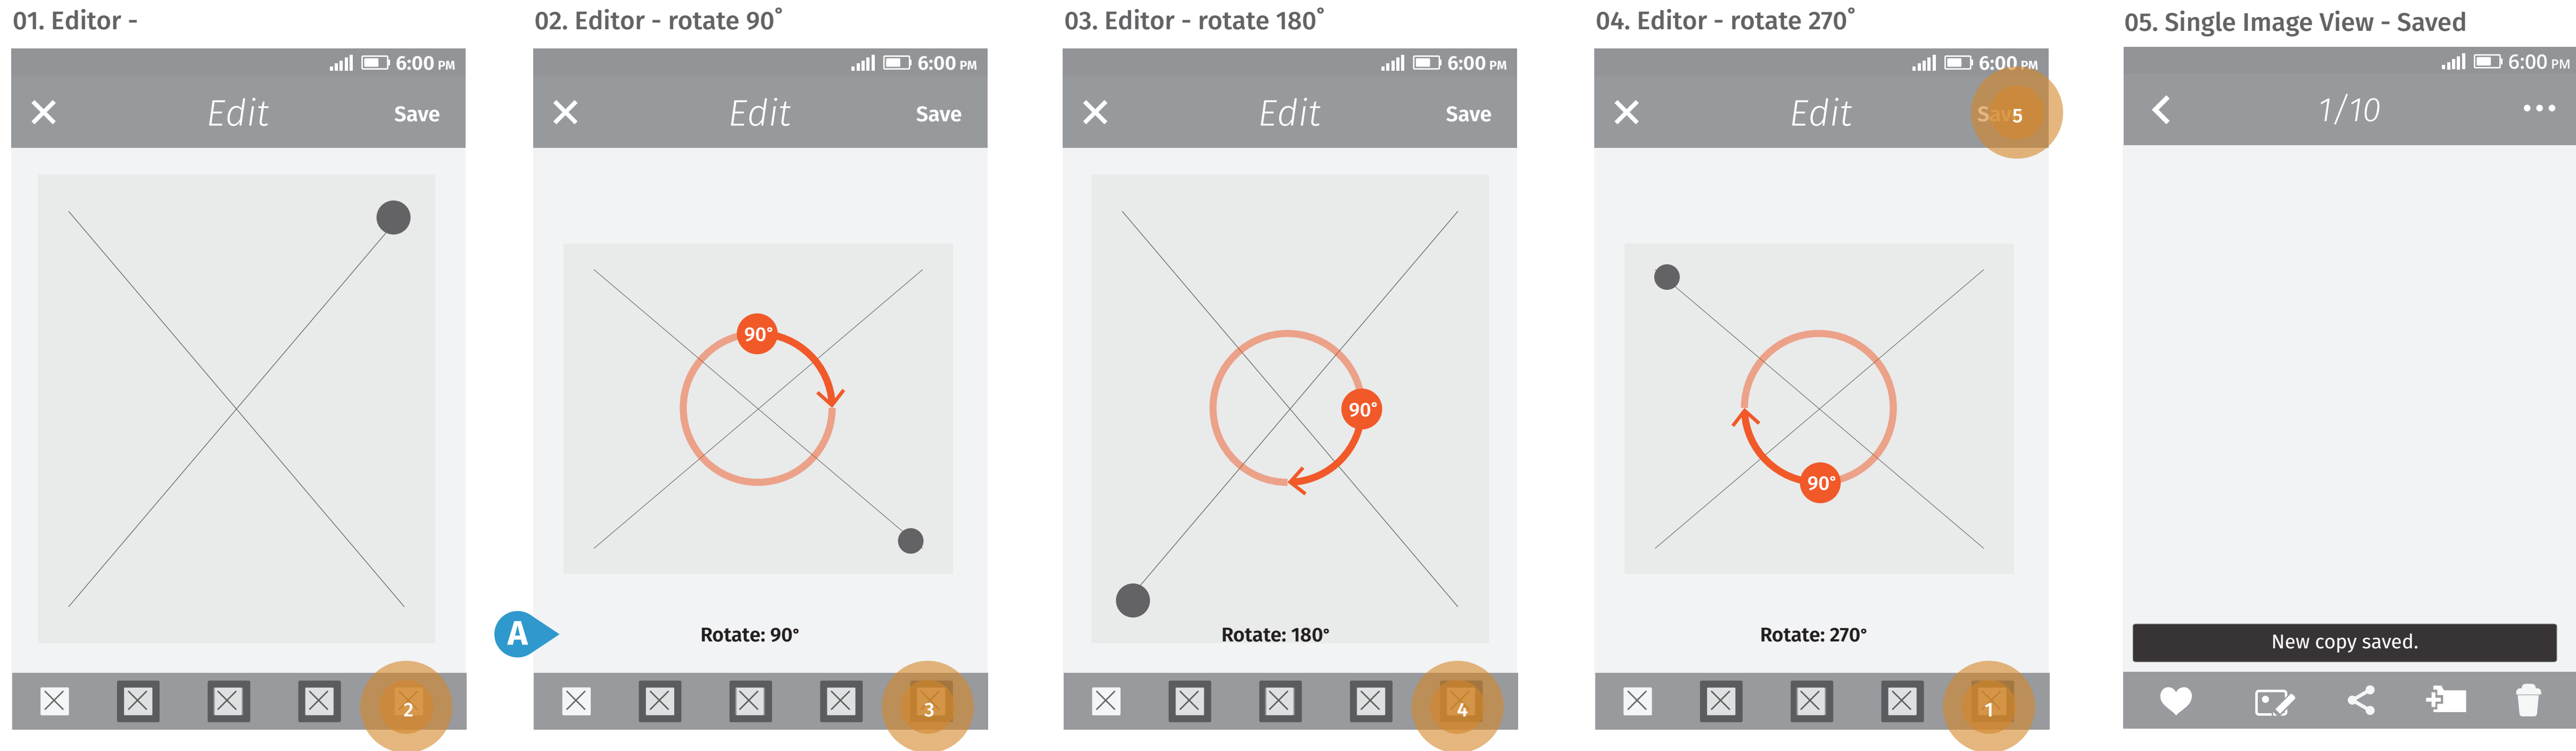 01. Editor -
6:00 PM
Edit
Save
2
02. Editor - rotate 90°
6:00 PM
Edit
Save
90°
A
Rotate: 90°
3
03. Editor - rotate 180°
6:00 PM
Edit
Save
90°
Rotate: 180°
4
04. Editor - rotate 270°
6:00 PM
Edit
Save
5
90°
Rotate: 270°
1
05. Single Image View - Saved
6:00 PM
1/10
New copy saved.